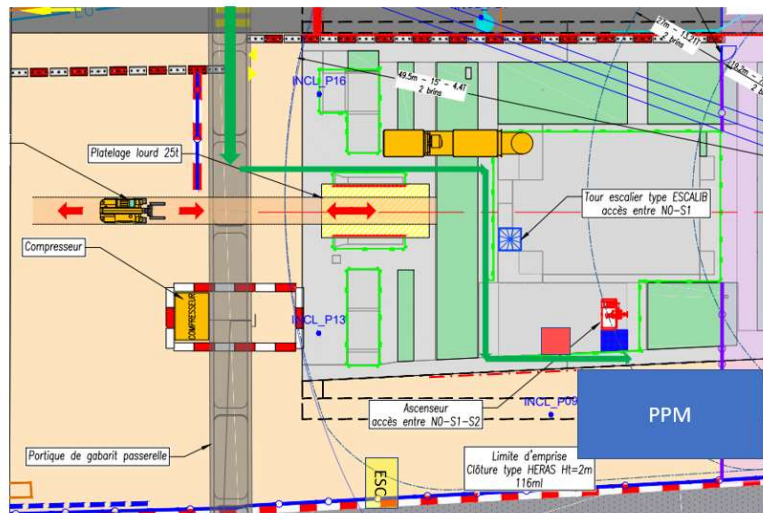 EU
INCL_P16
49.5m - 15' - 4,4T
2 brins
2 brins
Platelage lourd 25t
Tour escalier type ESCALIB
accès entre N0-S1
Compresseur
COMPRESSEUR
INCL_P13
Ascenseur
accès entre N0-S1-S2
INCL_P09
PPM
Portique de gabarit passerelle
Limite d'emprise
Clôture type HERAS Ht=2m
116ml
ESC